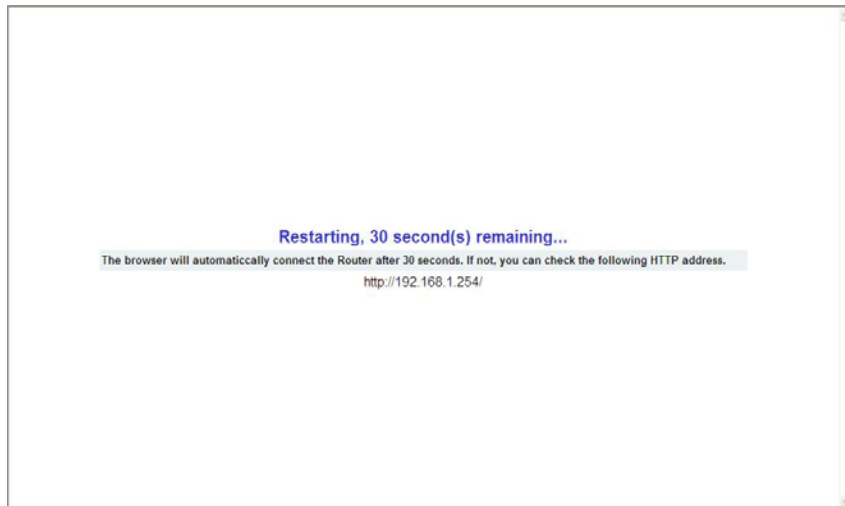 Restarting, 30 second(s) remaining...
The browser will automaticcally connect the Router after 30 seconds. If not, you can check the following HTTP address.
http://192.168.1.254/